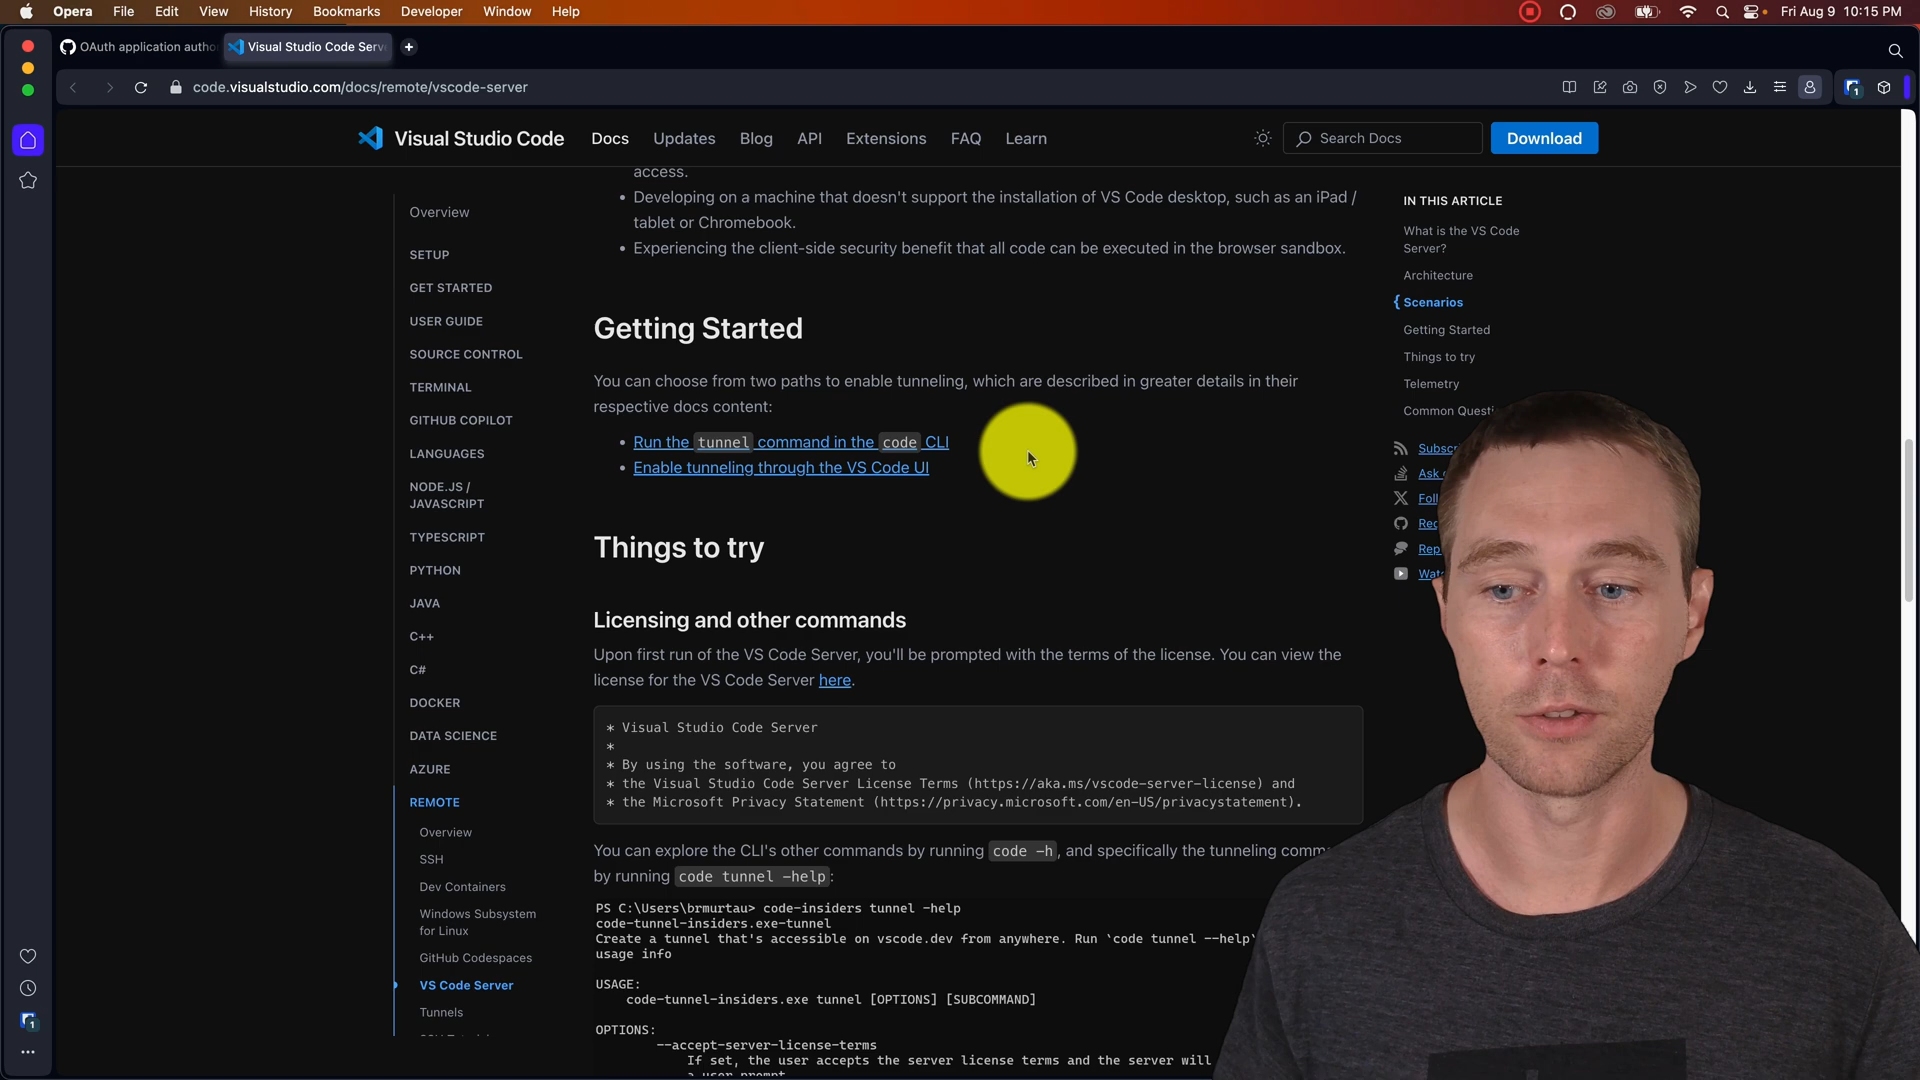 Opera File Edit View History Bookmarks Developer Window Help Fri Aug 9 10:15 PM
OAuth application autho
Visual Studio Code Serv
code.visualstudio.com/docs/remote/vscode-server
1
Visual Studio Code Docs Updates Blog API Extensions FAQ Learn Search Docs Download
Overview
SETUP
GET STARTED
USER GUIDE
SOURCE CONTROL
TERMINAL
GITHUB COPILOT
LANGUAGES
NODE.JS /
JAVASCRIPT
TYPESCRIPT
PYTHON
JAVA
C++
C#
DOCKER
DATA SCIENCE
AZURE
REMOTE
Overview
SSH
Dev Containers
Windows Subsystem
for Linux
GitHub Codespaces
VS Code Server
Tunnels
1
access.
• Developing on a machine that doesn't support the installation of VS Code desktop, such as an iPad /
tablet or Chromebook.
• Experiencing the client-side security benefit that all code can be executed in the browser sandbox.
Getting Started
You can choose from two paths to enable tunneling, which are described in greater details in their
respective docs content:
• Run the tunnel command in the code CLI
• Enable tunneling through the VS Code UI
Things to try
Licensing and other commands
Upon first run of the VS Code Server, you'll be prompted with the terms of the license. You can view the
license for the VS Code Server here.
* Visual Studio Code Server
*
* By using the software, you agree to
* the Visual Studio Code Server License Terms (https://aka.ms/vscode-server-license) and
* the Microsoft Privacy Statement (https://privacy.microsoft.com/en-US/privacystatement).
You can explore the CLI's other commands by running code -h, and specifically the tunneling comm
by running code tunnel -help:
PS C:\Users\brmurtau> code-insiders tunnel -help
code-tunnel-insiders.exe-tunnel
Create a tunnel that's accessible on vscode.dev from anywhere. Run `code tunnel --help`
usage info
USAGE:
code-tunnel-insiders.exe tunnel [OPTIONS] [SUBCOMMAND]
OPTIONS:
--accept-server-license-terms
If set, the user accepts the server license terms and the server will
a user prompt
IN THIS ARTICLE
What is the VS Code
Server?
Architecture
{ Scenarios
Getting Started
Things to try
Telemetry
Common Questi
Subscri
Ask
Foll
Req
Rep
Wat